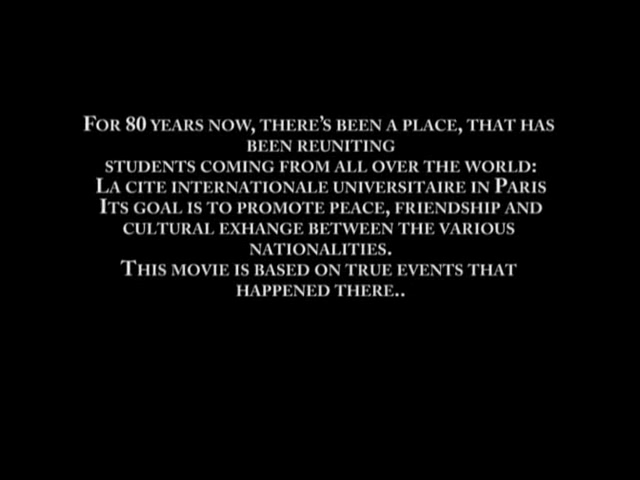 For 80 years now, there's been a place, that has
been reuniting
students coming from all over the world:
La cite internationale universitaire in Paris
Its goal is to promote peace, friendship and
cultural exhange between the various
nationalities.
This movie is based on true events that
happened there..